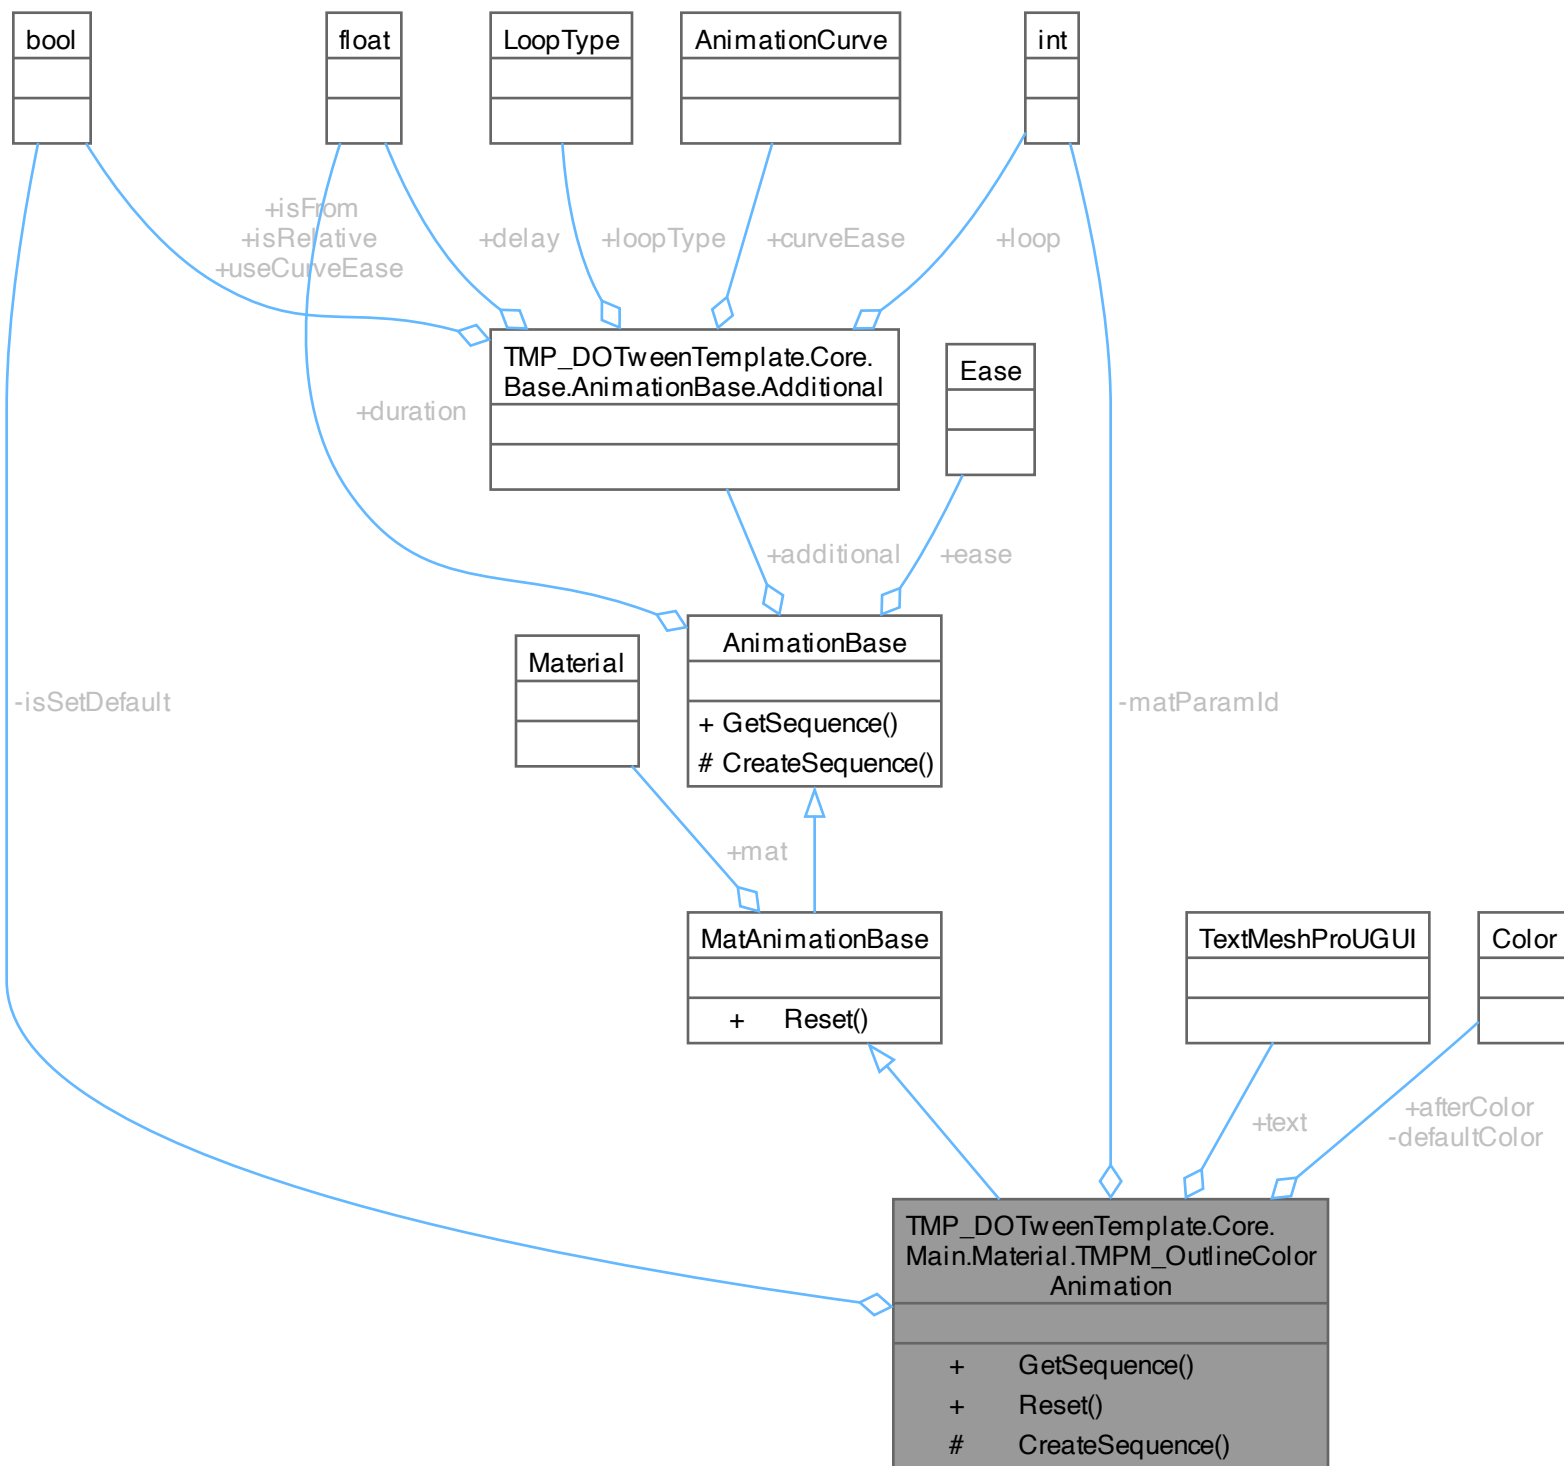 bool
float
LoopType
AnimationCurve
int
+isFrom
+isRelative
+useCurveEase
+delay
+loopType
+curveEase
+loop
TMP_DOTweenTemplate.Core.
Base.AnimationBase.Additional
Ease
+duration
+additional
+ease
AnimationBase
+ GetSequence()
# CreateSequence()
Material
-isSetDefault
-matParamId
+mat
MatAnimationBase
+ Reset()
TextMeshProUGUI
Color
+text
+afterColor
-defaultColor
TMP_DOTweenTemplate.Core.
Main.Material.TMPM_OutlineColor
Animation
+ GetSequence()
+ Reset()
# CreateSequence()